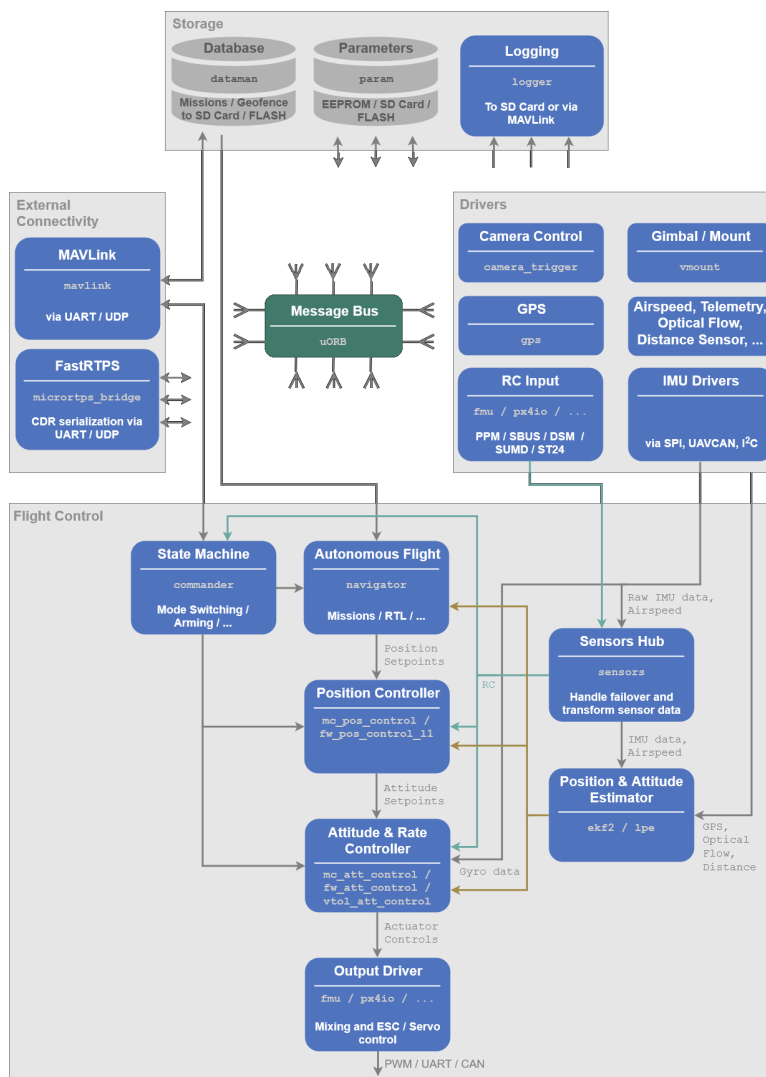 Storage
Database
dataman
Missions / Geofence
to SD Card / FLASH
Parameters
param
EEPROM / SD Card /
FLASH
Logging
logger
To SD Card or via
MAVLink
External
Connectivity
MAVLink
mavlink
via UART / UDP
FastRTPS
micrortps_bridge
CDR serialization via
UART / UDP
Message Bus
uORB
Drivers
Camera Control
camera_trigger
Gimbal / Mount
vmount
GPS
gps
Airspeed, Telemetry,
Optical Flow,
Distance Sensor, ...
RC Input
fmu / px4io / ...
PPM / SBUS / DSM /
SUMD / ST24
IMU Drivers
via SPI, UAVCAN, I²C
Flight Control
State Machine
commander
Mode Switching /
Arming / ...
Autonomous Flight
navigator
Missions / RTL / ...
Raw IMU data,
Airspeed
Sensors Hub
sensors
Handle failover and
transform sensor data
Position
Setpoints
RC
Position Controller
mc_pos_control /
fw_pos_control_l1
IMU data,
Airspeed
Position & Attitude
Estimator
ekf2 / lpe
Attitude
Setpoints
GPS,
Optical
Flow,
Distance
Attitude & Rate
Controller
mc_att_control /
fw_att_control /
vtol_att_control
Gyro data
Actuator
Controls
Output Driver
fmu / px4io / ...
Mixing and ESC / Servo
control
PWM / UART / CAN